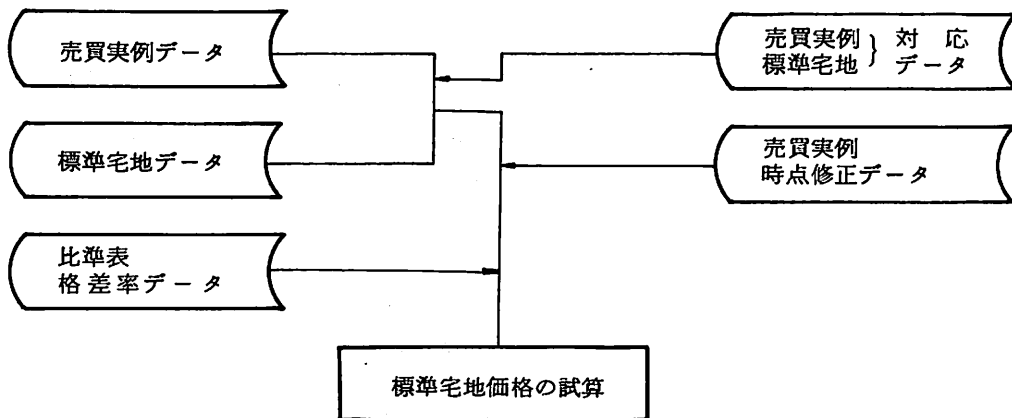 売買実例データ
売買実例
標準宅地
} 対応
データ
標準宅地データ
売買実例
時点修正データ
比準表
格差率データ
標準宅地価格の試算